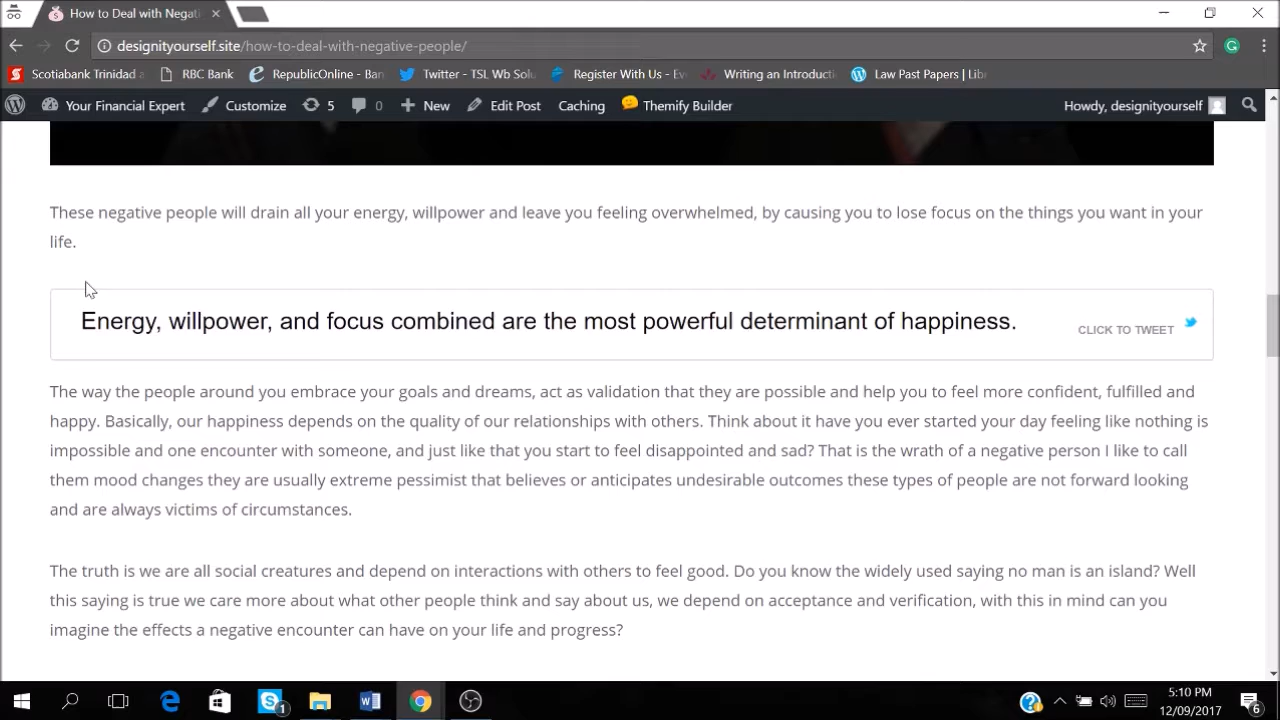 How to Deal with Negati
designityourself.site/how-to-deal-with-negative-people/
Scotiabank Trinidad a RBC Bank RepublicOnline - Ban Twitter - TSL Wb Solu Register With Us - Eve Writing an Introducti Law Past Papers | Libr
Your Financial Expert Customize 5 0 New Edit Post Caching Themify Builder Howdy, designityourself
These negative people will drain all your energy, willpower and leave you feeling overwhelmed, by causing you to lose focus on the things you want in your
life.
Energy, willpower, and focus combined are the most powerful determinant of happiness.
CLICK TO TWEET
The way the people around you embrace your goals and dreams, act as validation that they are possible and help you to feel more confident, fulfilled and
happy. Basically, our happiness depends on the quality of our relationships with others. Think about it have you ever started your day feeling like nothing is
impossible and one encounter with someone, and just like that you start to feel disappointed and sad? That is the wrath of a negative person I like to call
them mood changes they are usually extreme pessimist that believes or anticipates undesirable outcomes these types of people are not forward looking
and are always victims of circumstances.
The truth is we are all social creatures and depend on interactions with others to feel good. Do you know the widely used saying no man is an island? Well
this saying is true we care more about what other people think and say about us, we depend on acceptance and verification, with this in mind can you
imagine the effects a negative encounter can have on your life and progress?
1
5:10 PM
12/09/2017
6